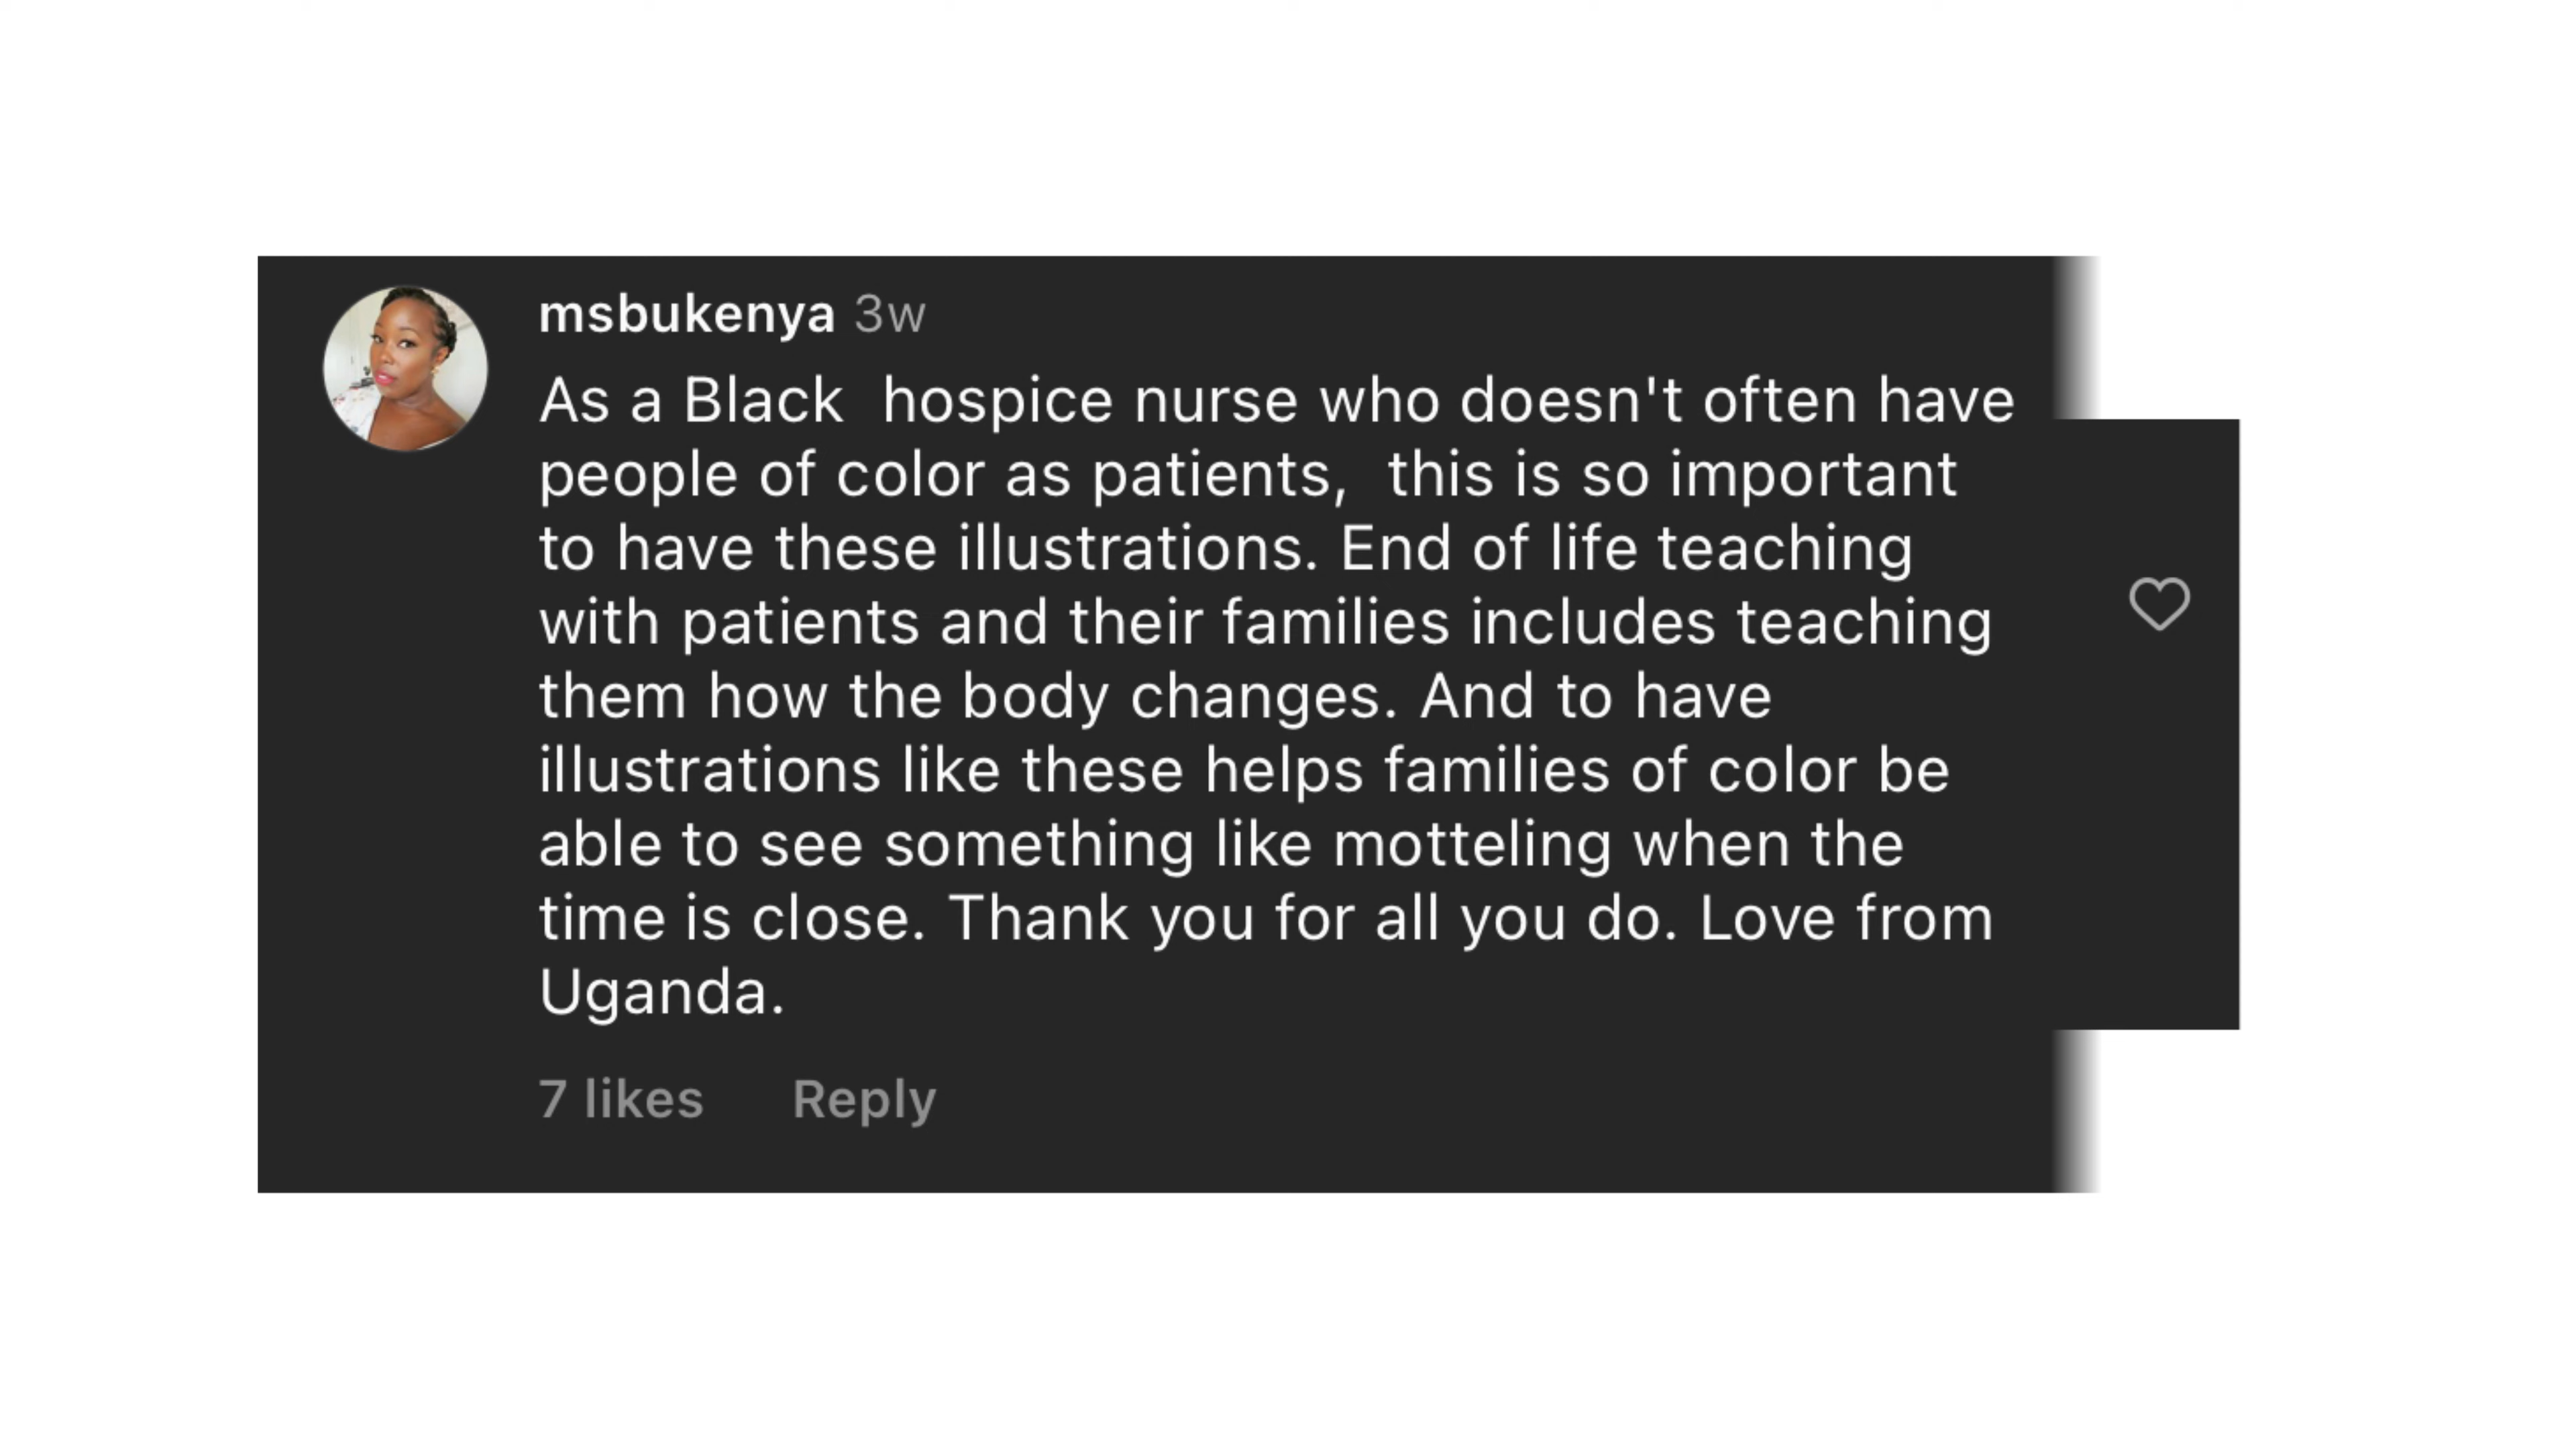 msbukenya 3w
As a Black  hospice nurse who doesn't often have
people of color as patients,  this is so important
to have these illustrations. End of life teaching
with patients and their families includes teaching
them how the body changes. And to have
illustrations like these helps families of color be
able to see something like motteling when the
time is close. Thank you for all you do. Love from
Uganda.
7 likes Reply